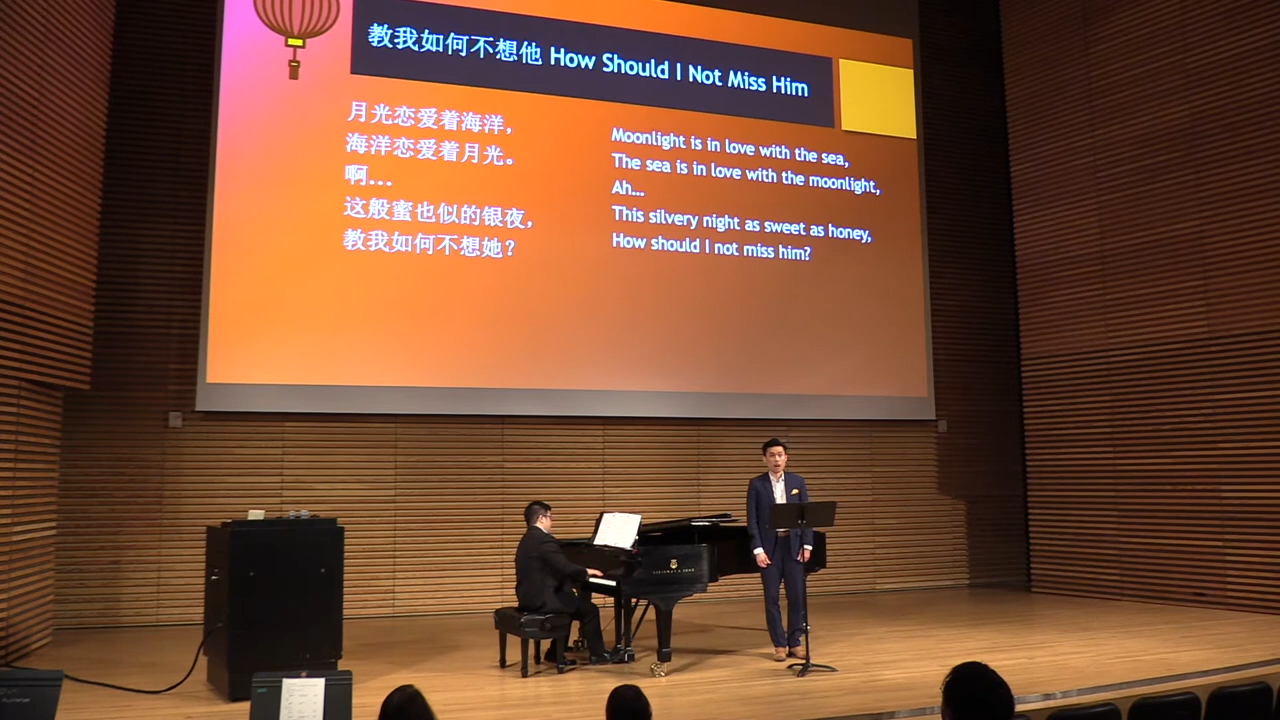 教我如何不想他 How Should I Not Miss Him
月光恋爱着海洋，
海洋恋爱着月光。
啊...
这般蜜也似的银夜，
教我如何不想她？
Moonlight is in love with the sea,
The sea is in love with the moonlight,
Ah...
This silvery night as sweet as honey,
How should I not miss him?
STEINWAY & SONS